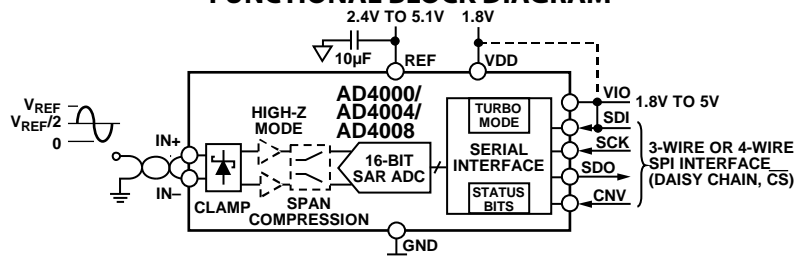 FUNCTIONAL BLOCK DIAGRAM
2.4V TO 5.1V 1.8V
10µF
REF
VDD
VIO
1.8V TO 5V
SDI
SCK
SDO
CNV
3-WIRE OR 4-WIRE
SPI INTERFACE
(DAISY CHAIN, CS)
VREF
VREF/2
0
IN+
IN−
CLAMP
HIGH-Z
MODE
SPAN
COMPRESSION
AD4000/
AD4004/
AD4008
16-BIT
SAR ADC
TURBO
MODE
SERIAL
INTERFACE
STATUS
BITS
GND